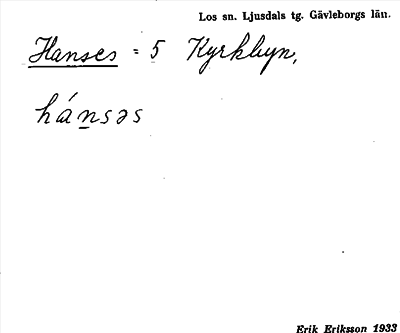 Los sn. Ljusdals tg. Gävleborgs län.
Hanses = 5 Kyrkbyn,
hánsəs
Erik Eriksson 1933